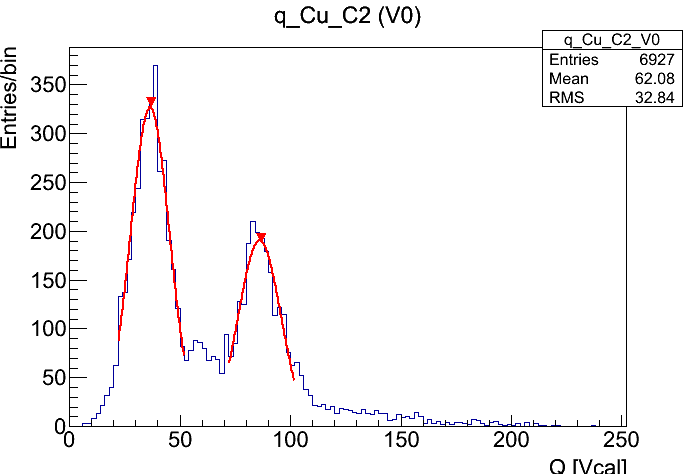 q_Cu_C2 (V0)
q_Cu_C2_V0
Entries 6927
Mean 62.08
RMS 32.84
Entries/bin
350
300
250
200
150
100
50
0
0 50 100 150 200 250
Q [Vcal]